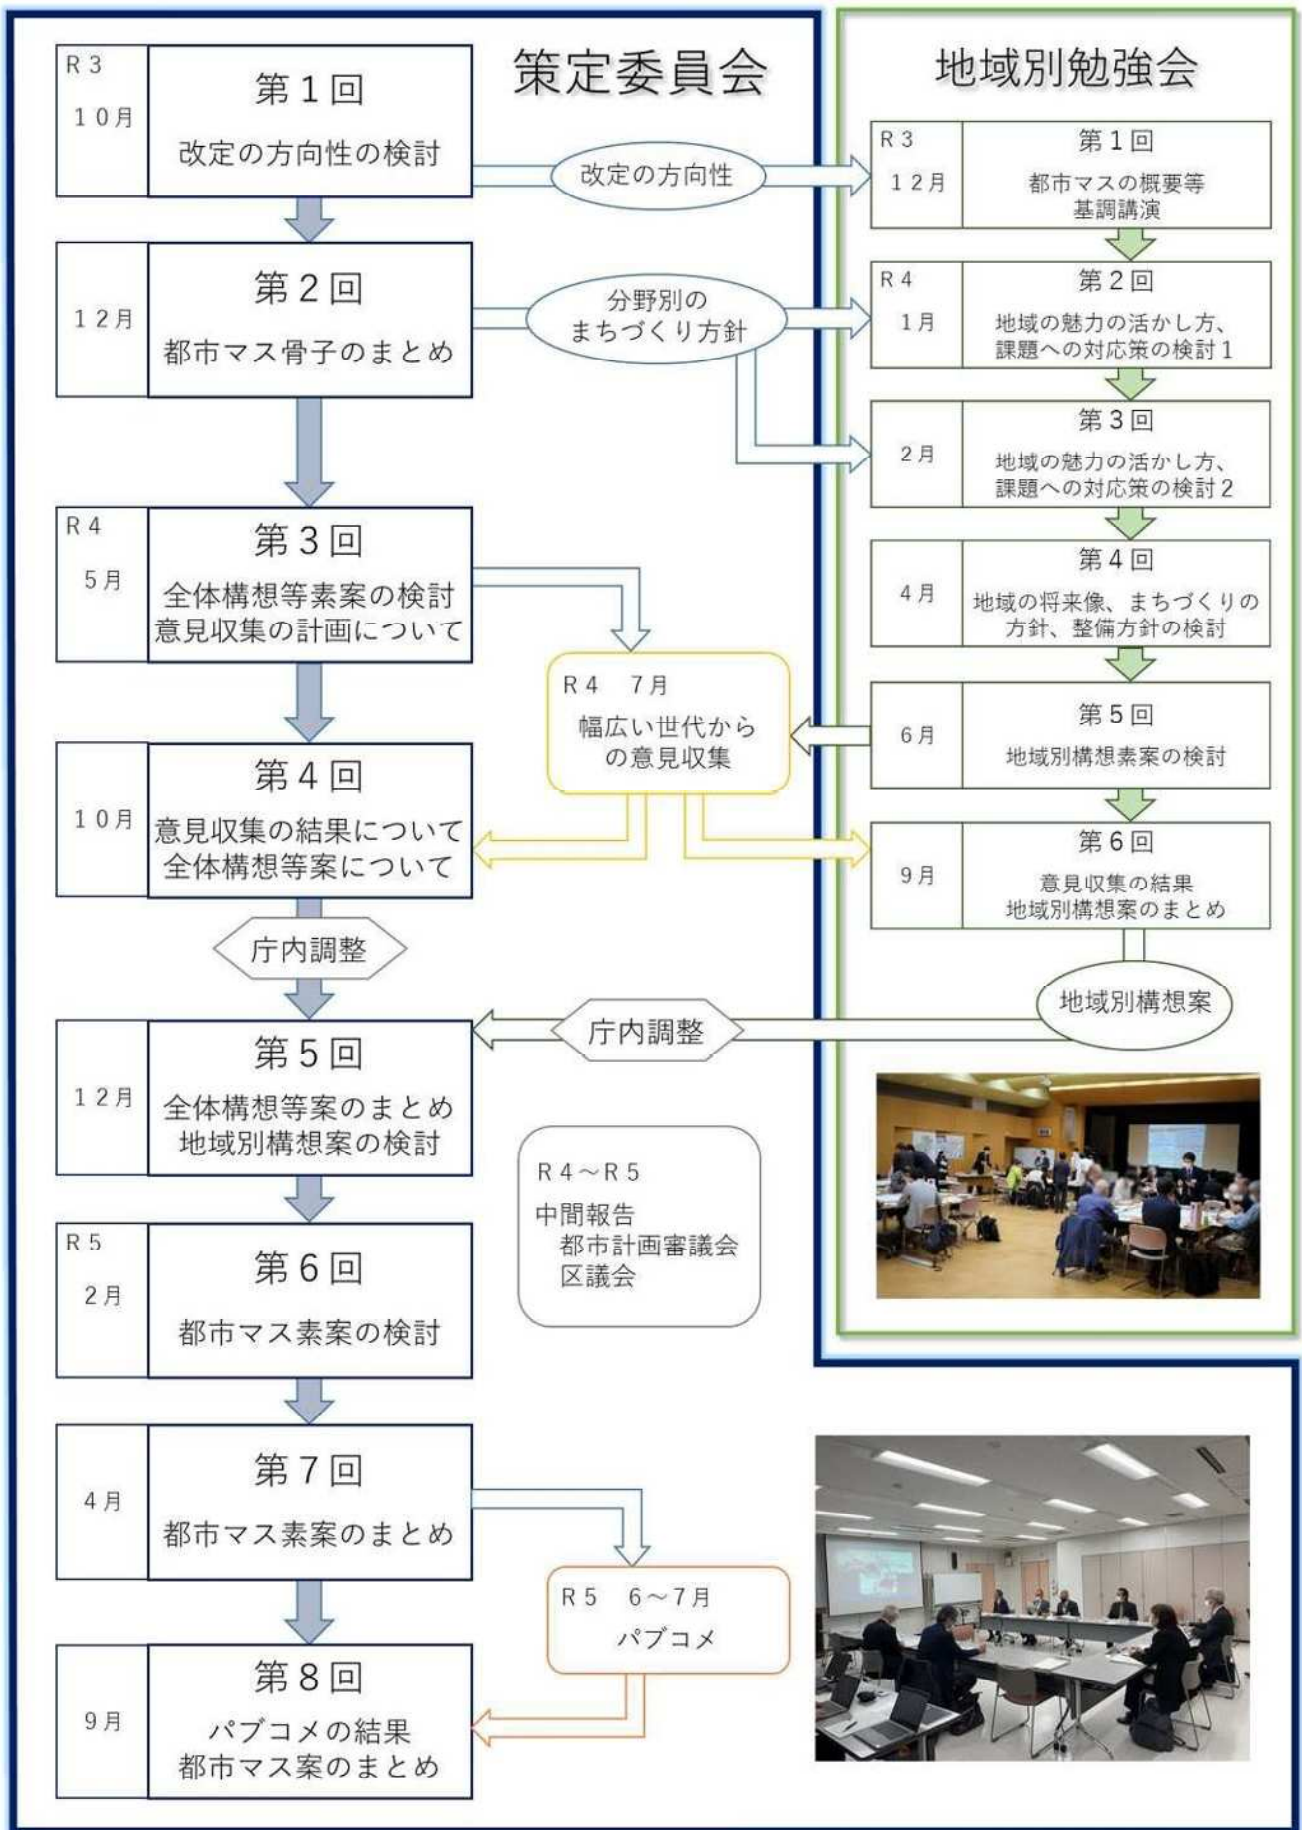 策定委員会
R3
10月
第1回
改定の方向性の検討
改定の方向性
12月
第2回
都市マス骨子のまとめ
分野別の
まちづくり方針
R4
5月
第3回
全体構想等素案の検討
意見収集の計画について
R4 7月
幅広い世代から
の意見収集
10月
第4回
意見収集の結果について
全体構想等案について
庁内調整
12月
第5回
全体構想等案のまとめ
地域別構想案の検討
庁内調整
R4～R5
中間報告
都市計画審議会
区議会
R5
2月
第6回
都市マス素案の検討
4月
第7回
都市マス素案のまとめ
R5 6～7月
パブコメ
9月
第8回
パブコメの結果
都市マス案のまとめ
地域別勉強会
R3
12月
第1回
都市マスの概要等
基調講演
R4
1月
第2回
地域の魅力の活かし方、
課題への対応策の検討1
2月
第3回
地域の魅力の活かし方、
課題への対応策の検討2
4月
第4回
地域の将来像、まちづくりの
方針、整備方針の検討
6月
第5回
地域別構想素案の検討
9月
第6回
意見収集の結果
地域別構想案のまとめ
地域別構想案